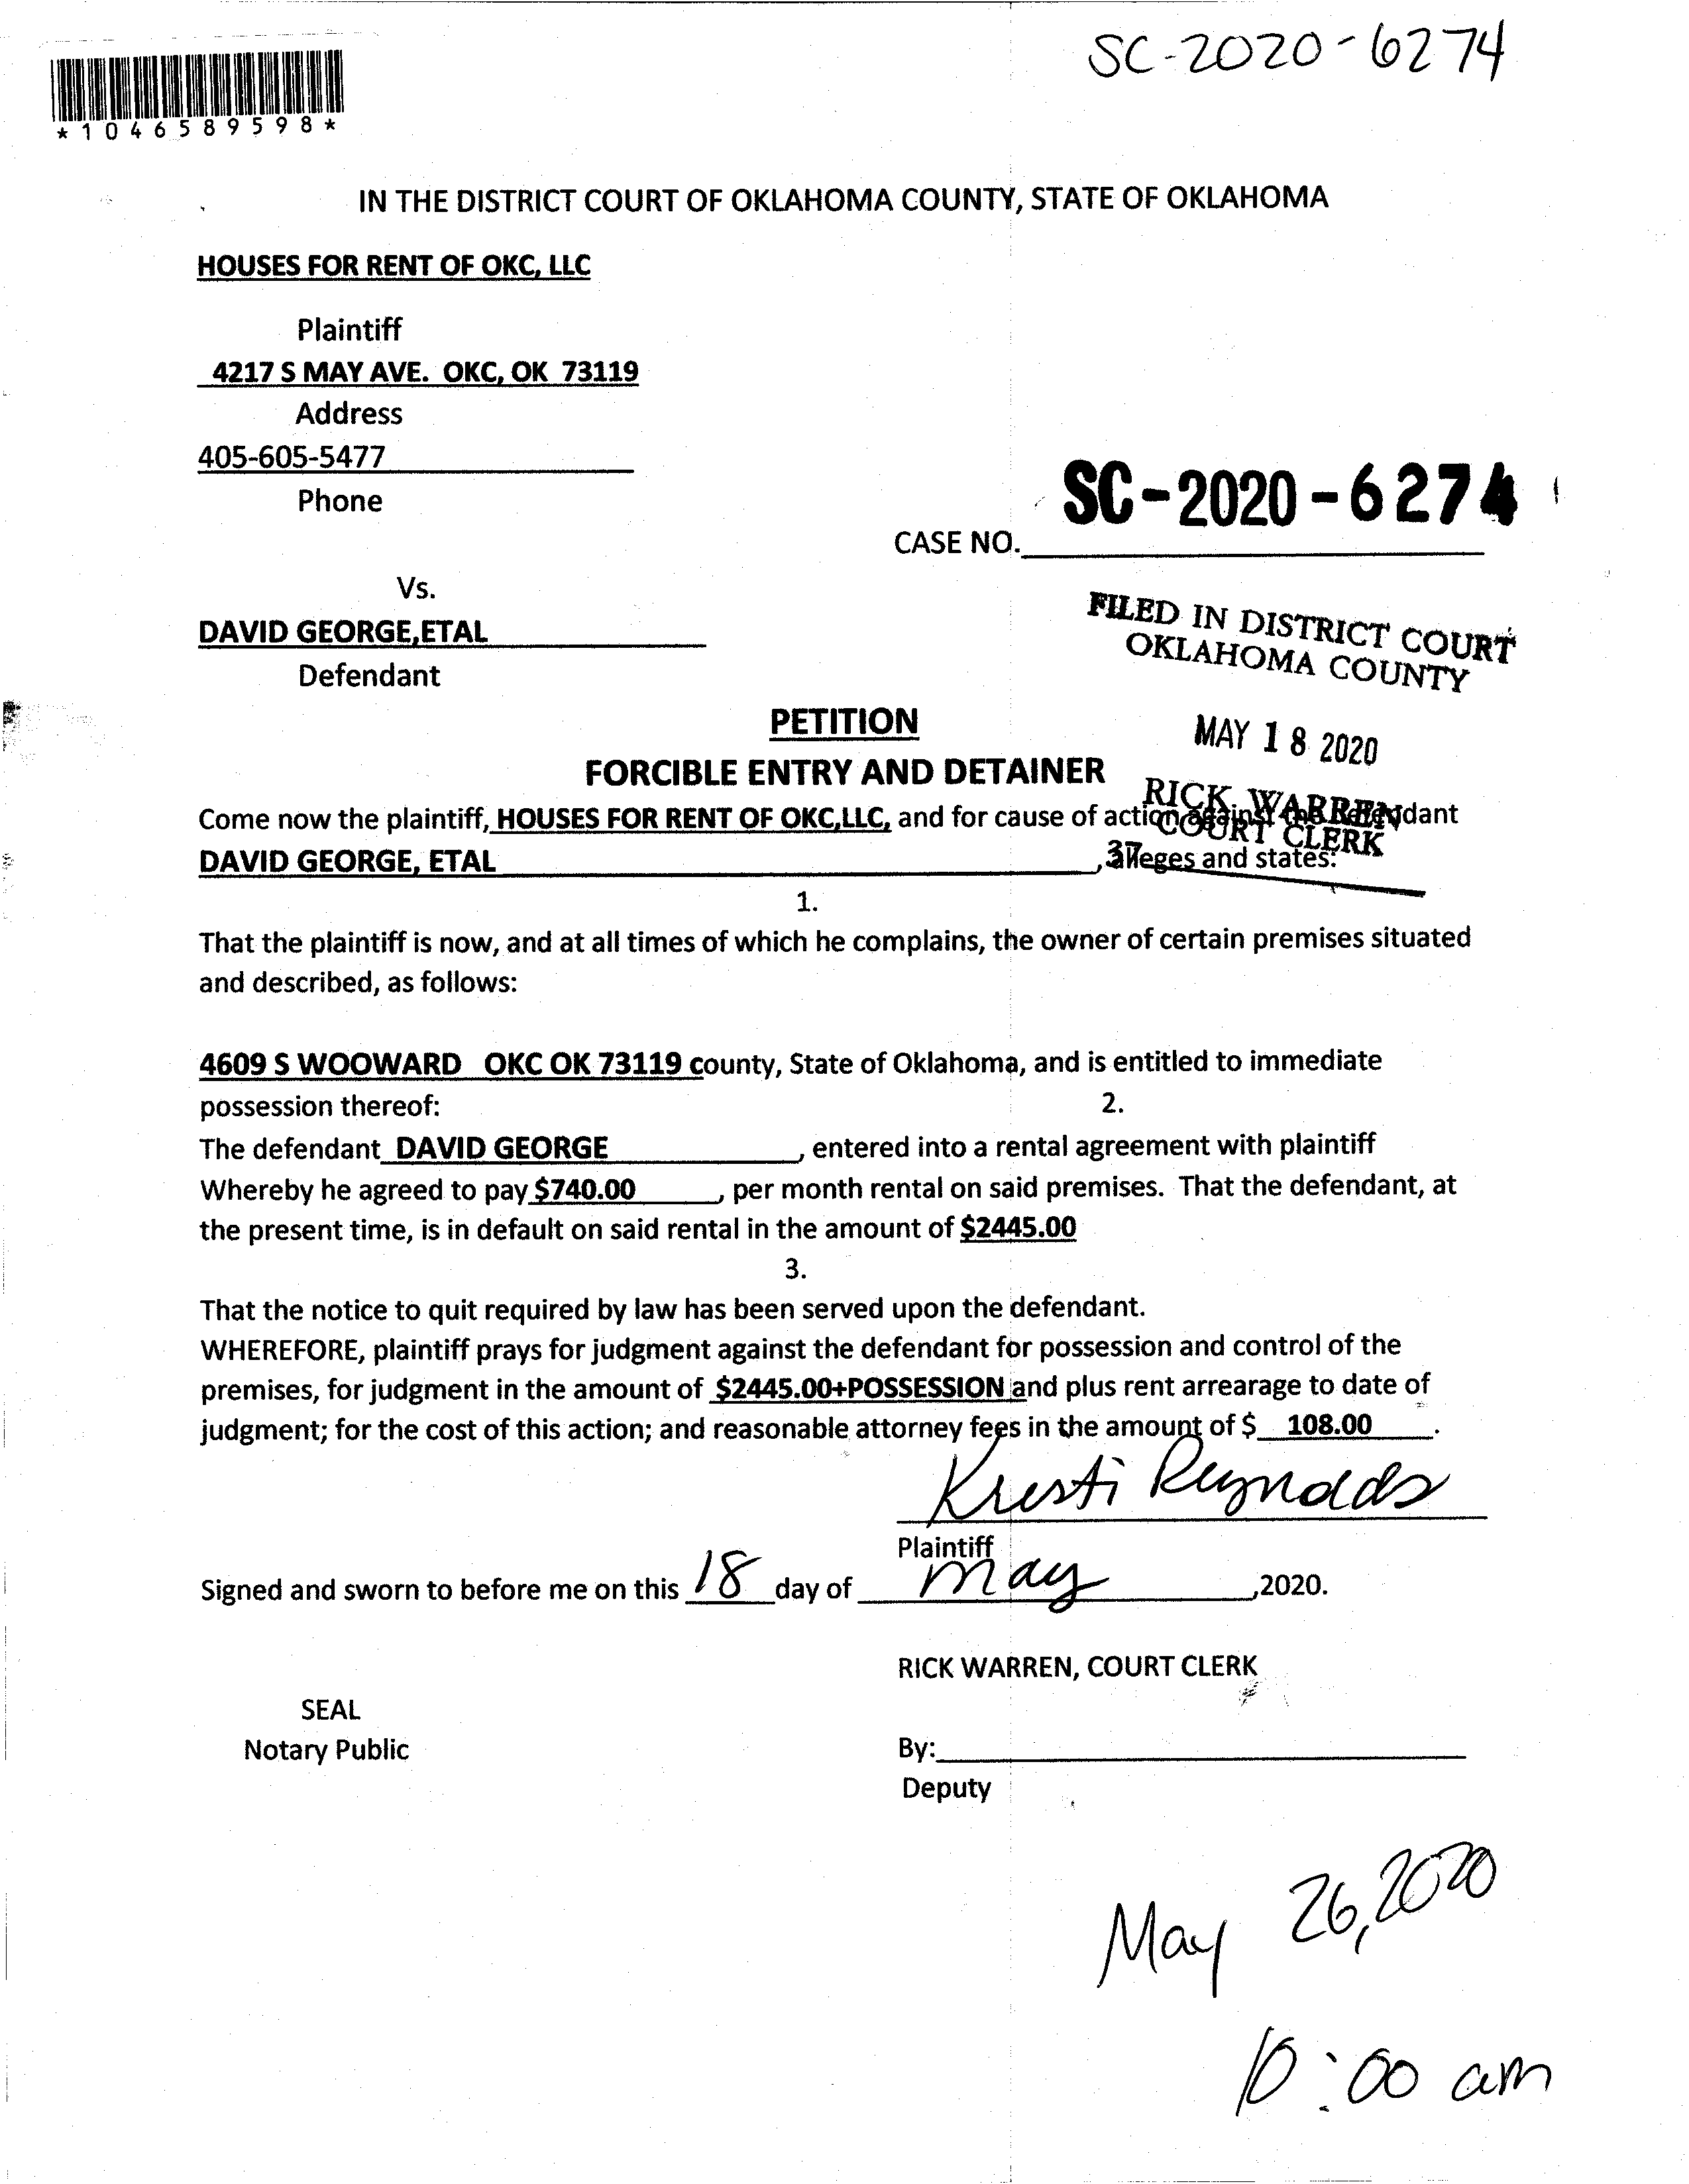 SC-2020-6274
*1046589598*
IN THE DISTRICT COURT OF OKLAHOMA COUNTY, STATE OF OKLAHOMA
HOUSES FOR RENT OF OKC, LLC
Plaintiff
4217 S MAY AVE. OKC, OK 73119
Address
405-605-5477
Phone
SC-2020-6274
CASE NO.
Vs.
DAVID GEORGE,ETAL
Defendant
FILED IN DISTRICT COURT
OKLAHOMA COUNTY
MAY 18 2020
RICK WARREN
COURT CLERK
37
PETITION
FORCIBLE ENTRY AND DETAINER
Come now the plaintiff, HOUSES FOR RENT OF OKC,LLC, and for cause of action against the defendant
DAVID GEORGE, ETAL , alleges and states:
1.
That the plaintiff is now, and at all times of which he complains, the owner of certain premises situated
and described, as follows:
4609 S WOOWARD OKC OK 73119 county, State of Oklahoma, and is entitled to immediate
possession thereof: 2.
The defendant DAVID GEORGE , entered into a rental agreement with plaintiff
Whereby he agreed to pay $740.00 , per month rental on said premises. That the defendant, at
the present time, is in default on said rental in the amount of $2445.00
3.
That the notice to quit required by law has been served upon the defendant.
WHEREFORE, plaintiff prays for judgment against the defendant for possession and control of the
premises, for judgment in the amount of $2445.00+POSSESSION and plus rent arrearage to date of
judgment; for the cost of this action; and reasonable attorney fees in the amount of $ 108.00 .
Kristi Reynolds
Plaintiff
Signed and sworn to before me on this 18 day of May ,2020.
RICK WARREN, COURT CLERK
SEAL
Notary Public
By:
Deputy
May 26, 2020
10:00 am